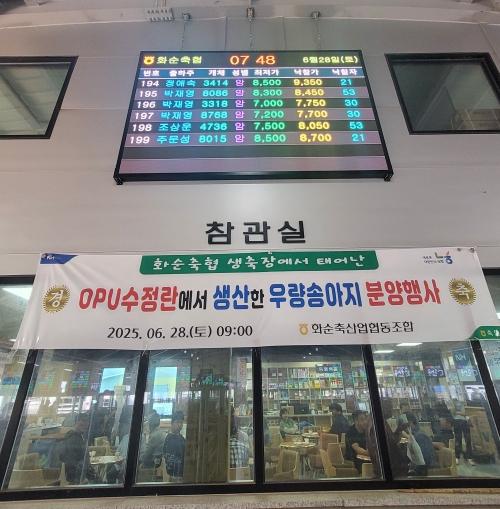 화순축협 07 48 6월28일(토)
번호 출하주 개체 성별 최저가 낙찰가 낙찰자
194 정애숙 3414 암 8,500 9,350 21
195 박재영 8086 암 8,300 8,450 53
196 박재영 3318 암 7,000 7,750 30
197 박재영 8768 암 7,200 7,700 30
198 조상문 4736 암 7,500 8,050 53
199 주문성 8015 암 8,500 8,700 21
참관실
화순축협 생축장에서 태어난
경 OPU수정란에서 생산한 우량송아지 분양행사 축
2025. 06. 28.(토) 09:00 화순축산업협동조합